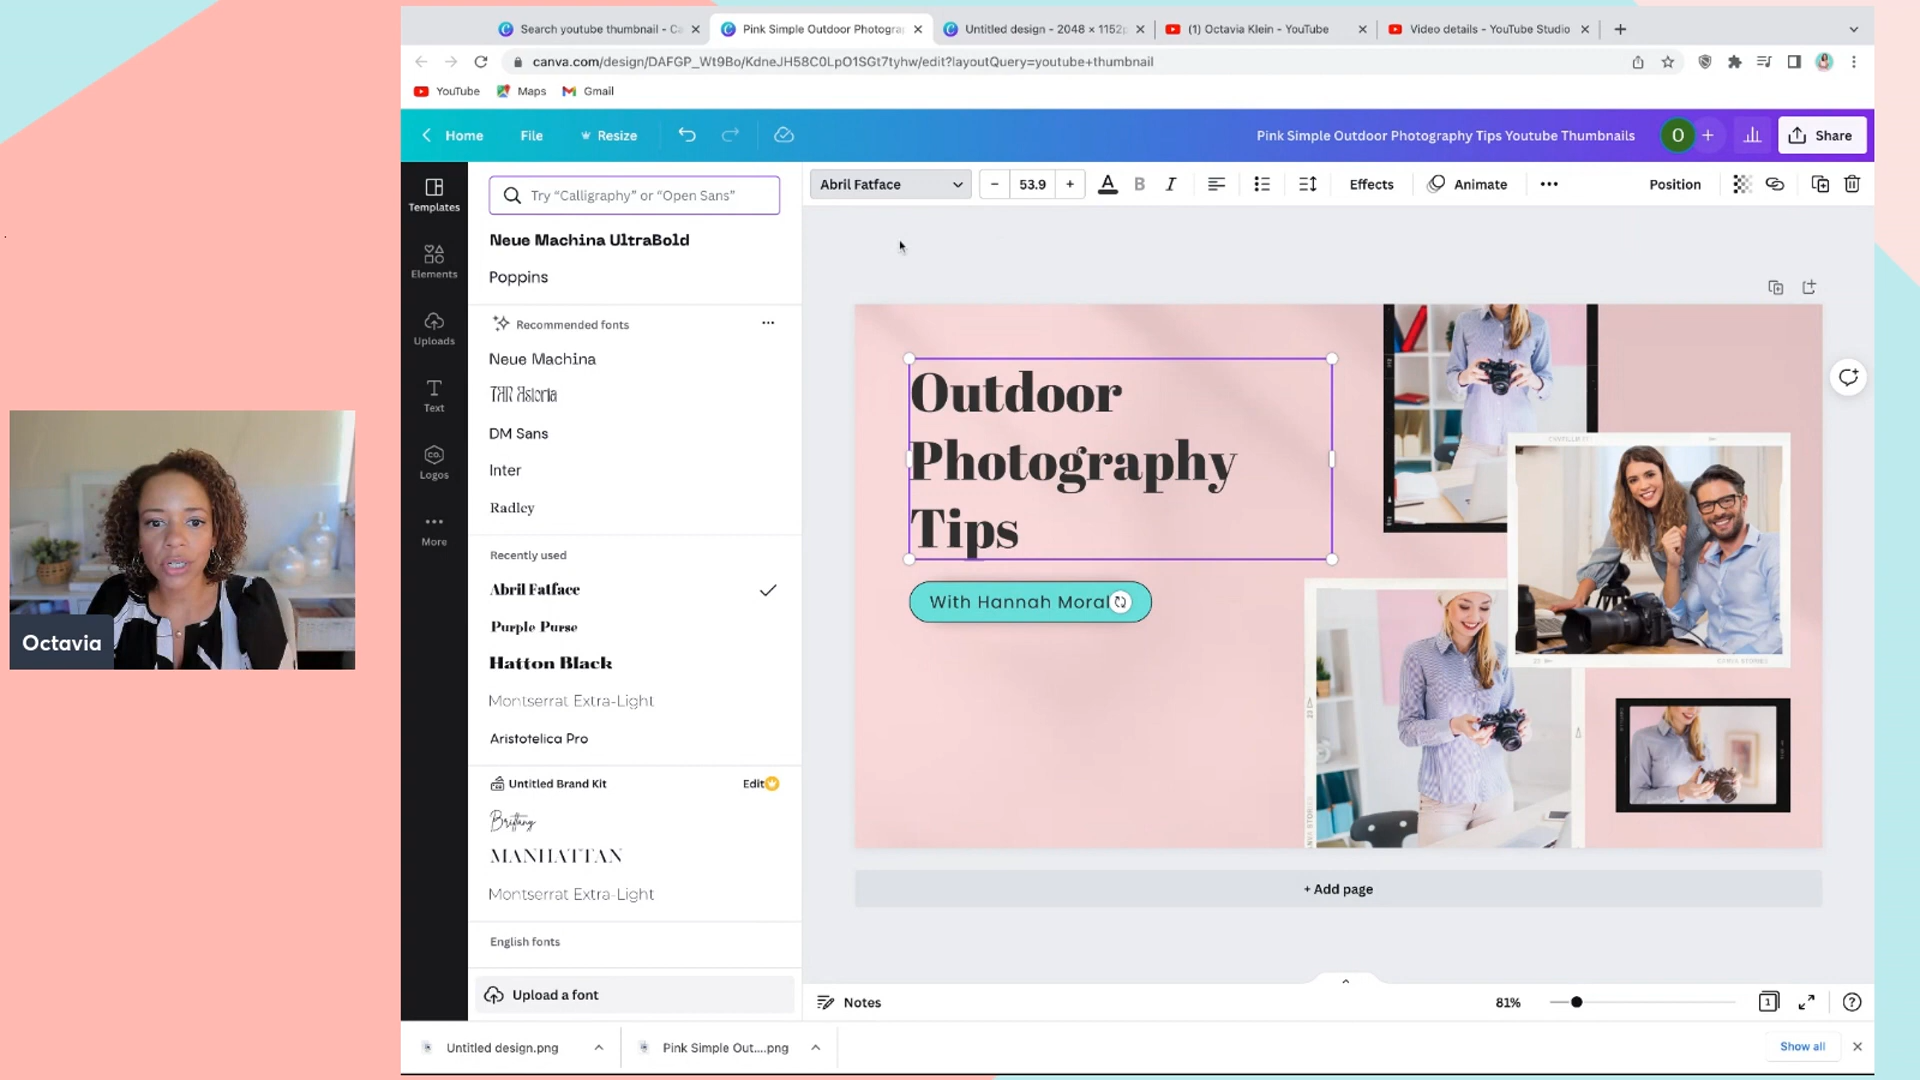 Search youtube thumbnail - Ca
Pink Simple Outdoor Photogra
Untitled design - 2048 × 1152p
(1) Octavia Klein - YouTube
Video details - YouTube Studio
canva.com/design/DAFGP_Wt9Bo/KdneJH58C0LpO1SGt7tyhw/edit?layoutQuery=youtube+thumbnail
YouTube
Maps
Gmail
Home
File
Resize
Pink Simple Outdoor Photography Tips Youtube Thumbnails
O
Share
Templates
Elements
Uploads
Text
CO.
Logos
More
Try “Calligraphy” or “Open Sans”
Abril Fatface
53.9
A
B
I
Effects
Animate
Position
Neue Machina UltraBold
Poppins
Recommended fonts
Neue Machina
TAN Astoria
DM Sans
Inter
Radley
Recently used
Abril Fatface
Purple Purse
Hatton Black
Montserrat Extra-Light
Aristotelica Pro
Untitled Brand Kit
Edit
Brittany
MANHATTAN
Montserrat Extra-Light
English fonts
Upload a font
Outdoor
Photography
Tips
With Hannah Moral
CANVA STORIES
+ Add page
Notes
81%
1
Untitled design.png
Pink Simple Out....png
Show all
Octavia